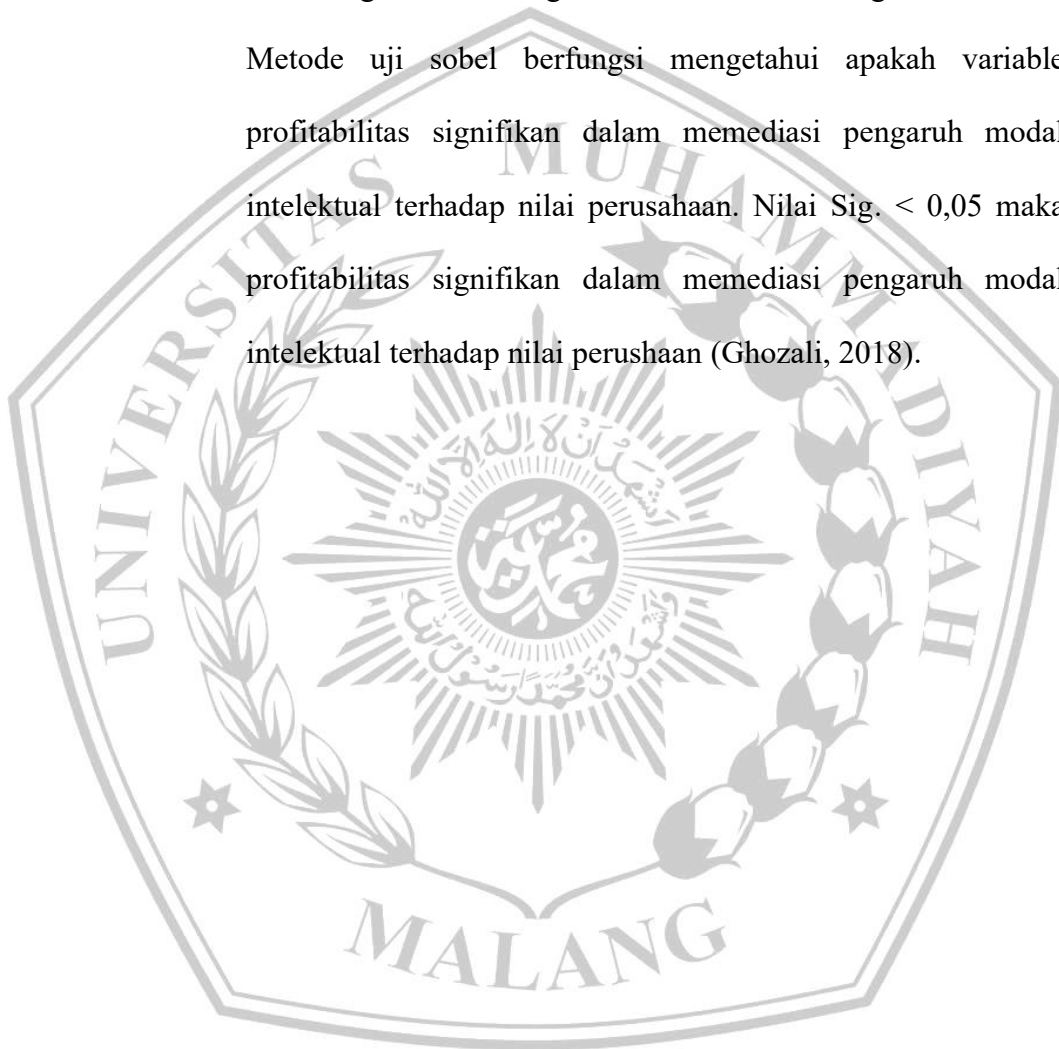 Metode uji sobel berfungsi mengetahui apakah variable
profitabilitas signifikan dalam memediasi pengaruh modal
intelektual terhadap nilai perusahaan. Nilai Sig. < 0,05 maka
profitabilitas signifikan dalam memediasi pengaruh modal
intelektual terhadap nilai perushaan (Ghozali, 2018).
UNIVERSITAS MUHAMMADIYAH
MALANG